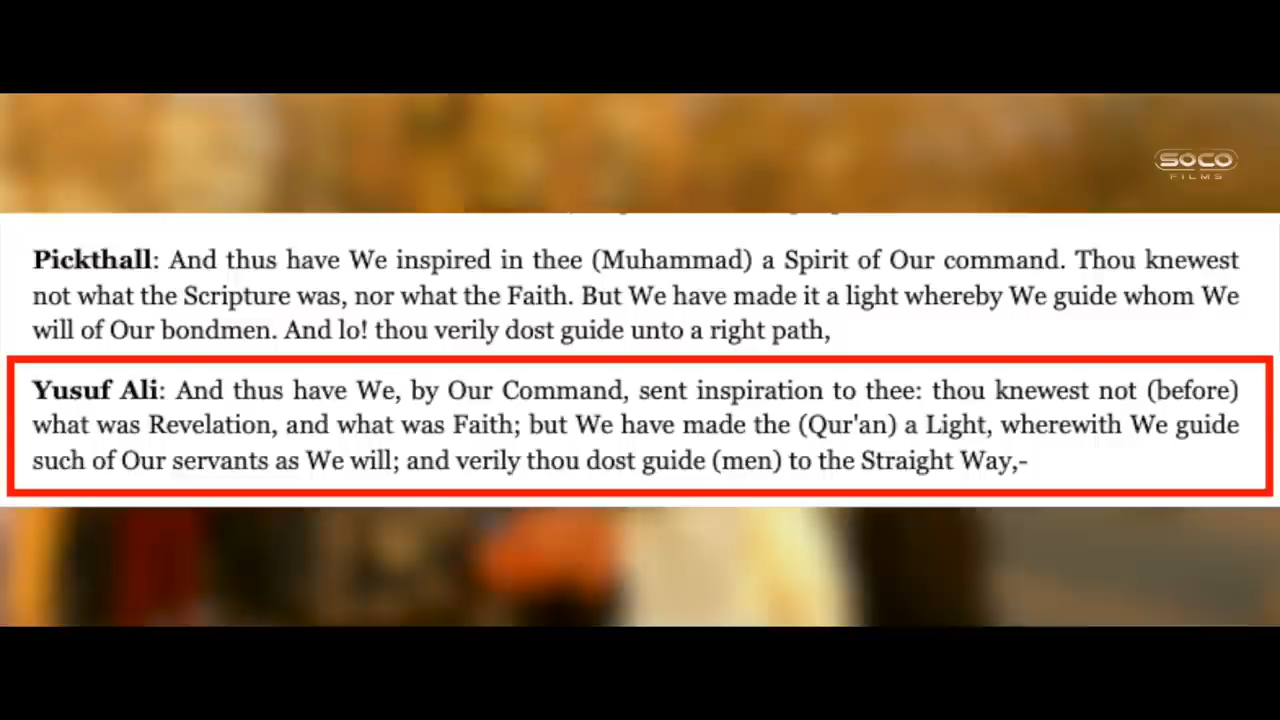 SOCO
FILMS
Pickthall: And thus have We inspired in thee (Muhammad) a Spirit of Our command. Thou knewest
not what the Scripture was, nor what the Faith. But We have made it a light whereby We guide whom We
will of Our bondmen. And lo! thou verily dost guide unto a right path,
Yusuf Ali: And thus have We, by Our Command, sent inspiration to thee: thou knewest not (before)
what was Revelation, and what was Faith; but We have made the (Qur'an) a Light, wherewith We guide
such of Our servants as We will; and verily thou dost guide (men) to the Straight Way,-